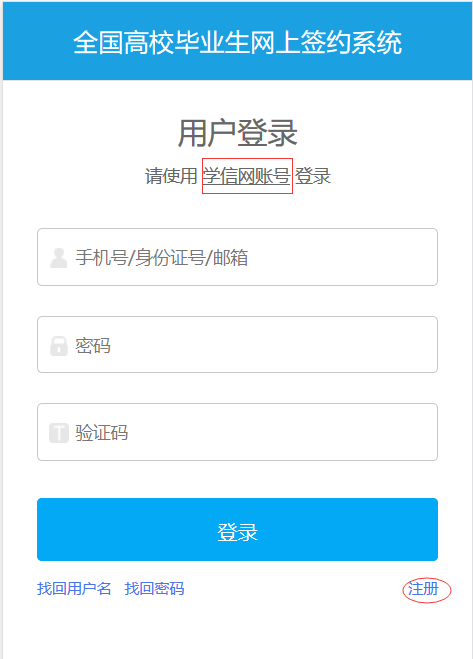 全国高校毕业生网上签约系统
用户登录
请使用 学信网账号 登录
手机号/身份证号/邮箱
密码
T 验证码
登录
找回用户名 找回密码 注册